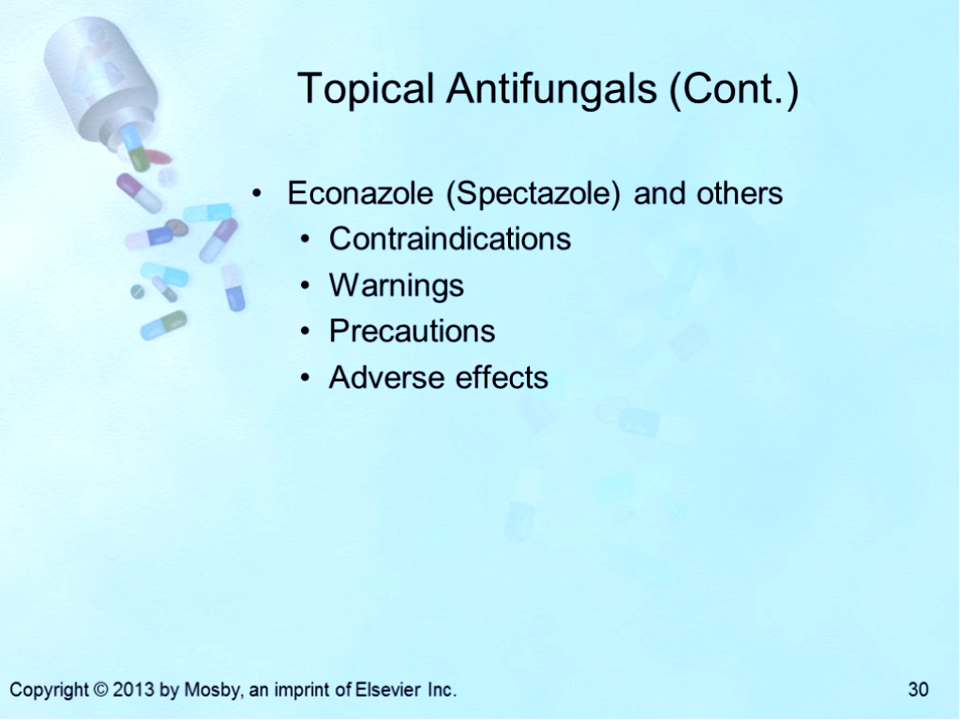 Topical Antifungals (Cont.)
• Econazole (Spectazole) and others
• Contraindications
• Warnings
• Precautions
• Adverse effects
Copyright © 2013 by Mosby, an imprint of Elsevier Inc.
30